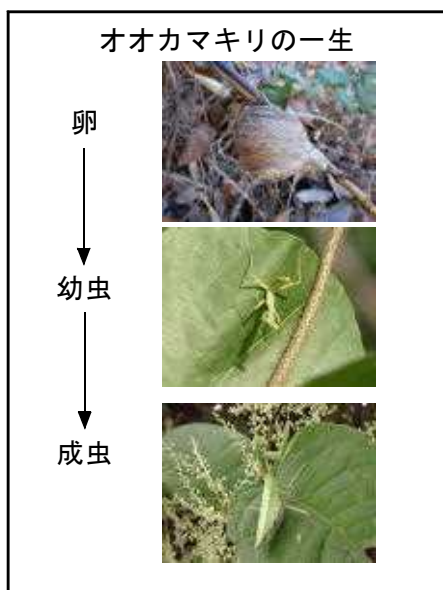 オオカマキリの一生
卵
幼虫
成虫